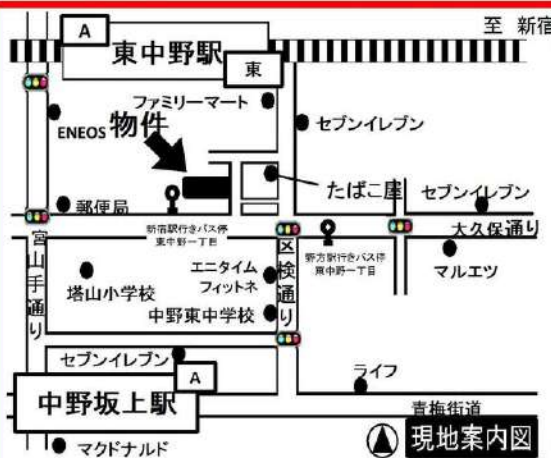 至 新宿
A
東中野駅
東
ファミリーマート
ENEOS
物件
セブンイレブン
たばこ屋
セブンイレブン
郵便局
新宿駅行きバス停
東中野一丁目
野方駅行きバス停
東中野一丁目
大久保通り
宮山手通り
塔山小学校
エニタイム
フィットネ
区検通り
マルエツ
中野東中学校
セブンイレブン
A
中野坂上駅
ライフ
青梅街道
マクドナルド
現地案内図